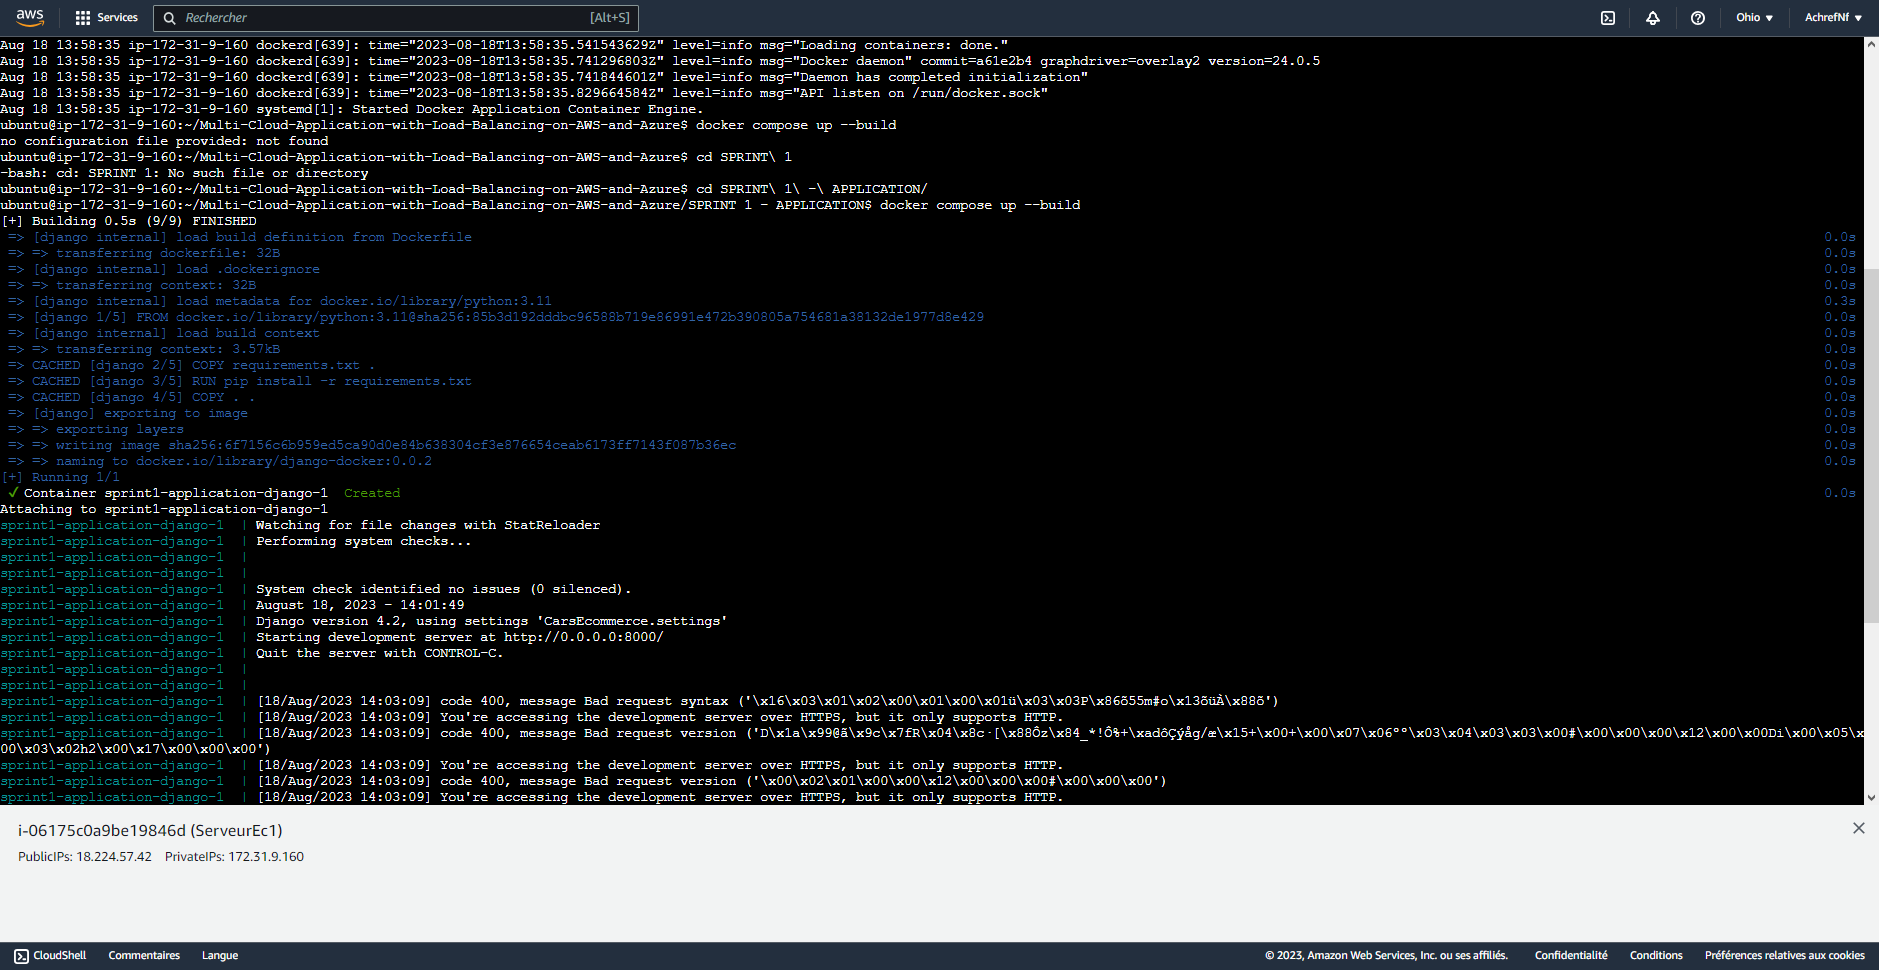 aws Services Rechercher [Alt+S] Ohio ▼ AchrefNf ▼
Aug 18 13:58:35 ip-172-31-9-160 dockerd[639]: time="2023-08-18T13:58:35.541543629Z" level=info msg="Loading containers: done."
Aug 18 13:58:35 ip-172-31-9-160 dockerd[639]: time="2023-08-18T13:58:35.741296803Z" level=info msg="Docker daemon" commit=a61e2b4 graphdriver=overlay2 version=24.0.5
Aug 18 13:58:35 ip-172-31-9-160 dockerd[639]: time="2023-08-18T13:58:35.741844601Z" level=info msg="Daemon has completed initialization"
Aug 18 13:58:35 ip-172-31-9-160 dockerd[639]: time="2023-08-18T13:58:35.829664584Z" level=info msg="API listen on /run/docker.sock"
Aug 18 13:58:35 ip-172-31-9-160 systemd[1]: Started Docker Application Container Engine.
ubuntu@ip-172-31-9-160:~/Multi-Cloud-Application-with-Load-Balancing-on-AWS-and-Azure$ docker compose up --build
no configuration file provided: not found
ubuntu@ip-172-31-9-160:~/Multi-Cloud-Application-with-Load-Balancing-on-AWS-and-Azure$ cd SPRINT\ 1
-bash: cd: SPRINT 1: No such file or directory
ubuntu@ip-172-31-9-160:~/Multi-Cloud-Application-with-Load-Balancing-on-AWS-and-Azure$ cd SPRINT\ 1\ -\ APPLICATION/
ubuntu@ip-172-31-9-160:~/Multi-Cloud-Application-with-Load-Balancing-on-AWS-and-Azure/SPRINT 1 - APPLICATION$ docker compose up --build
[+] Building 0.5s (9/9) FINISHED
=> [django internal] load build definition from Dockerfile 0.0s
=> => transferring dockerfile: 32B 0.0s
=> [django internal] load .dockerignore 0.0s
=> => transferring context: 32B 0.0s
=> [django internal] load metadata for docker.io/library/python:3.11 0.3s
=> [django 1/5] FROM docker.io/library/python:3.11@sha256:85b3d192dddbc96588b719e86991e472b390805a754681a38132de1977d8e429 0.0s
=> [django internal] load build context 0.0s
=> => transferring context: 3.57kB 0.0s
=> CACHED [django 2/5] COPY requirements.txt . 0.0s
=> CACHED [django 3/5] RUN pip install -r requirements.txt 0.0s
=> CACHED [django 4/5] COPY . . 0.0s
=> [django] exporting to image 0.0s
=> => exporting layers 0.0s
=> => writing image sha256:6f7156c6b959ed5ca90d0e84b638304cf3e876654ceab6173ff7143f087b36ec 0.0s
=> => naming to docker.io/library/django-docker:0.0.2 0.0s
[+] Running 1/1
✓ Container sprint1-application-django-1 Created 0.0s
Attaching to sprint1-application-django-1
sprint1-application-django-1 | Watching for file changes with StatReloader
sprint1-application-django-1 | Performing system checks...
sprint1-application-django-1 |
sprint1-application-django-1 |
sprint1-application-django-1 | System check identified no issues (0 silenced).
sprint1-application-django-1 | August 18, 2023 - 14:01:49
sprint1-application-django-1 | Django version 4.2, using settings 'CarsEcommerce.settings'
sprint1-application-django-1 | Starting development server at http://0.0.0.0:8000/
sprint1-application-django-1 | Quit the server with CONTROL-C.
sprint1-application-django-1 |
sprint1-application-django-1 |
sprint1-application-django-1 | [18/Aug/2023 14:03:09] code 400, message Bad request syntax ('\x16\x03\x01\x02\x00\x01\x00\x01ü\x03\x03P\x86õ55m#o\x13õüÀ\x88õ')
sprint1-application-django-1 | [18/Aug/2023 14:03:09] You're accessing the development server over HTTPS, but it only supports HTTP.
sprint1-application-django-1 | [18/Aug/2023 14:03:09] code 400, message Bad request version ('D\x1a\x99@ã\x9c\x7fR\x04\x8c·[\x88Ôz\x84_*!Ô%+\xadôÇýåg/æ\x15+\x00+\x00\x07\x06°°\x03\x04\x03\x03\x00#\x00\x00\x00\x12\x00\x00Di\x00\x05\x
00\x03\x02h2\x00\x17\x00\x00\x00')
sprint1-application-django-1 | [18/Aug/2023 14:03:09] You're accessing the development server over HTTPS, but it only supports HTTP.
sprint1-application-django-1 | [18/Aug/2023 14:03:09] code 400, message Bad request version ('\x00\x02\x01\x00\x00\x12\x00\x00\x00#\x00\x00\x00')
sprint1-application-django-1 | [18/Aug/2023 14:03:09] You're accessing the development server over HTTPS, but it only supports HTTP.
i-06175c0a9be19846d (ServeurEc1)
PublicIPs: 18.224.57.42 PrivateIPs: 172.31.9.160
CloudShell Commentaires Langue © 2023, Amazon Web Services, Inc. ou ses affiliés. Confidentialité Conditions Préférences relatives aux cookies